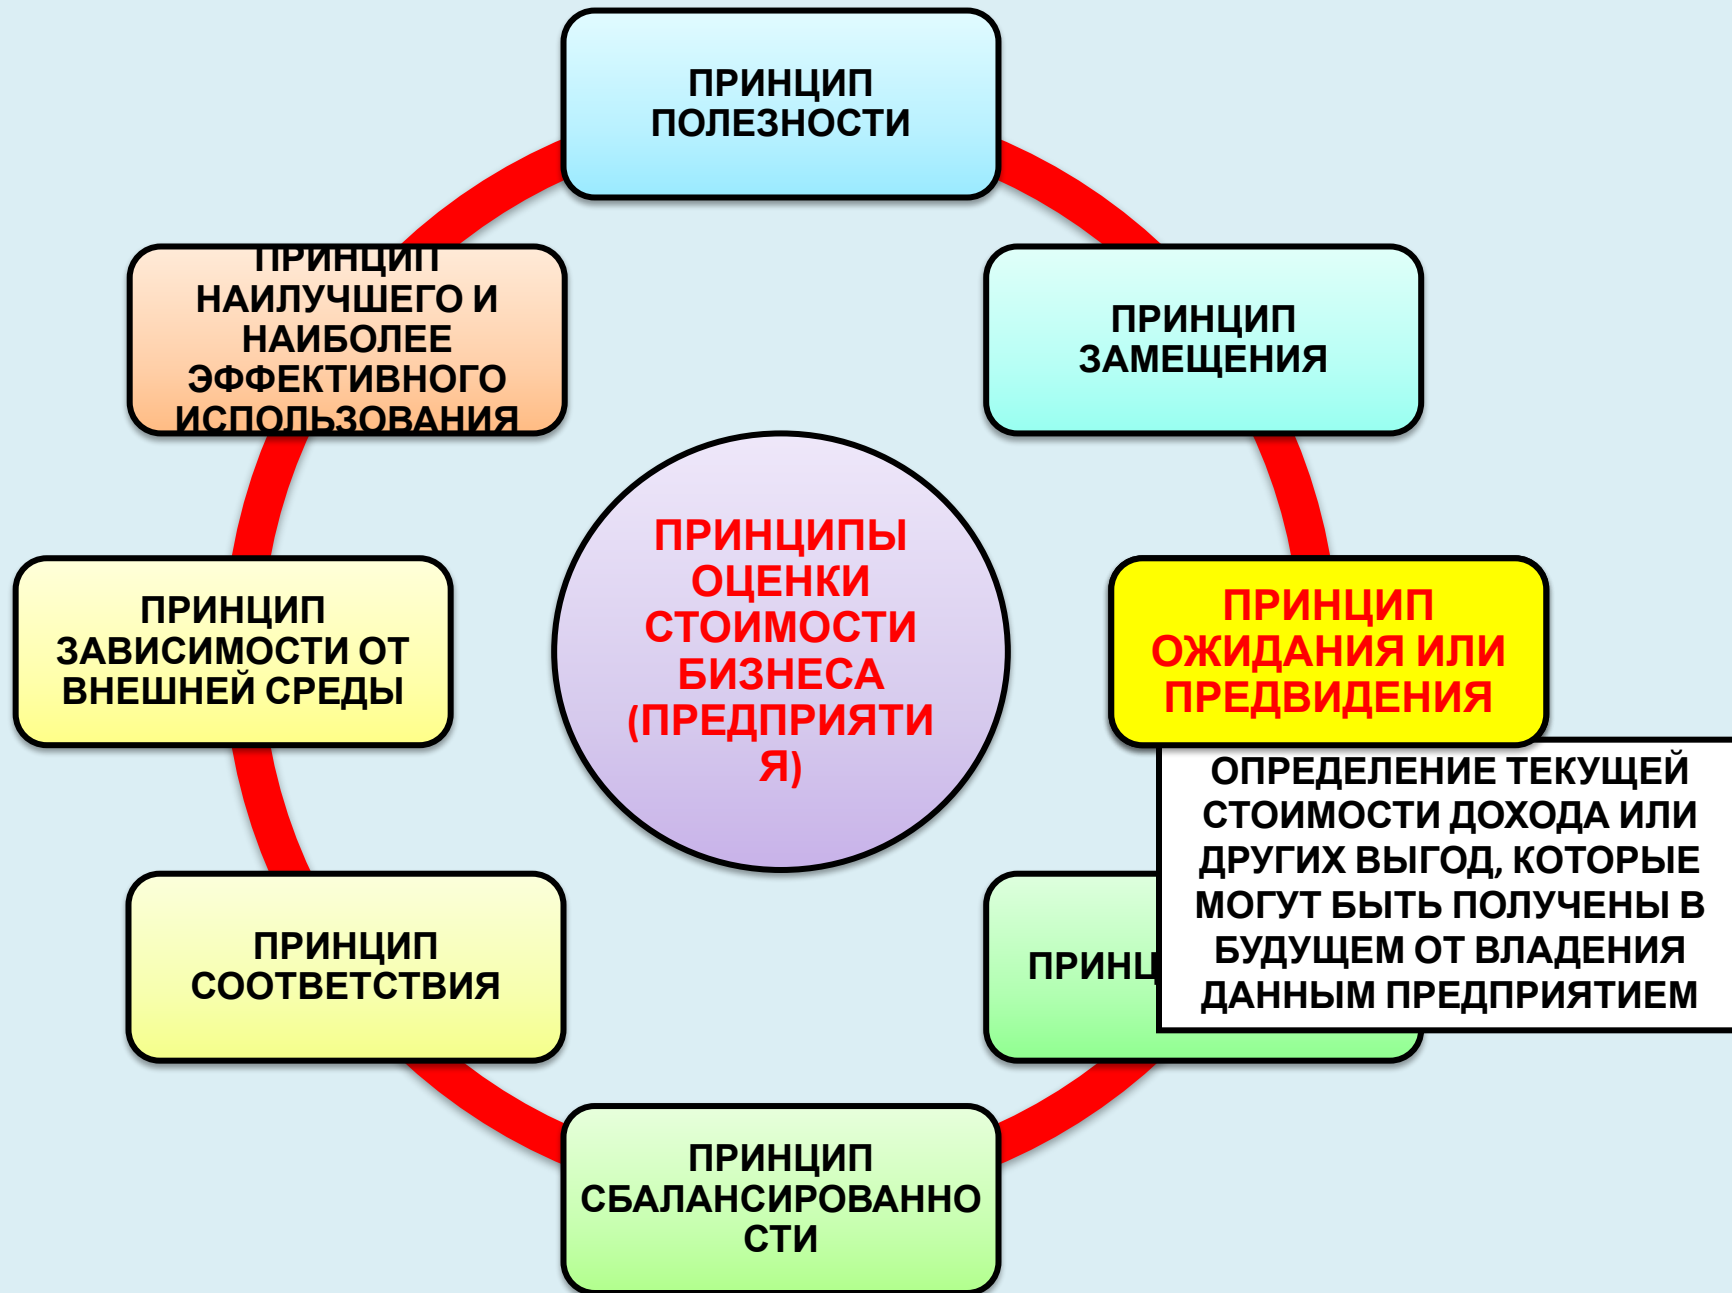 ПРИНЦИП
ПОЛЕЗНОСТИ
ПРИНЦИП
ЗАМЕЩЕНИЯ
ПРИНЦИП
ОЖИДАНИЯ ИЛИ
ПРЕДВИДЕНИЯ
ОПРЕДЕЛЕНИЕ ТЕКУЩЕЙ
СТОИМОСТИ ДОХОДА ИЛИ
ДРУГИХ ВЫГОД, КОТОРЫЕ
МОГУТ БЫТЬ ПОЛУЧЕНЫ В
БУДУЩЕМ ОТ ВЛАДЕНИЯ
ДАННЫМ ПРЕДПРИЯТИЕМ
ПРИНЦИП
СБАЛАНСИРОВАННО
СТИ
ПРИНЦИП
СООТВЕТСТВИЯ
ПРИНЦИП
ЗАВИСИМОСТИ ОТ
ВНЕШНЕЙ СРЕДЫ
ПРИНЦИП
НАИЛУЧШЕГО И
НАИБОЛЕЕ
ЭФФЕКТИВНОГО
ИСПОЛЬЗОВАНИЯ
ПРИНЦИПЫ
ОЦЕНКИ
СТОИМОСТИ
БИЗНЕСА
(ПРЕДПРИЯТИ
Я)